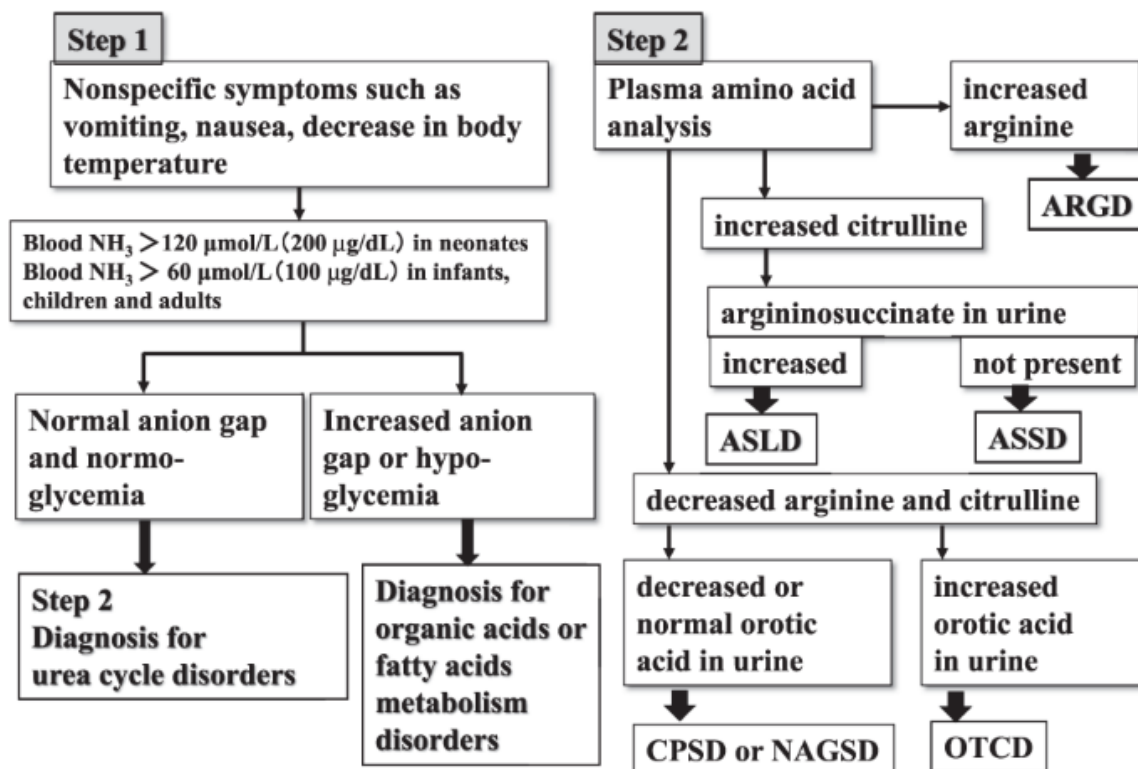 Step 1
Nonspecific symptoms such as
vomiting, nausea, decrease in body
temperature
Blood NH₃ > 120 μmol/L (200 μg/dL) in neonates
Blood NH₃ > 60 μmol/L (100 μg/dL) in infants,
children and adults
Normal anion gap
and normo-
glycemia
Increased anion
gap or hypo-
glycemia
Step 2
Diagnosis for
urea cycle disorders
Diagnosis for
organic acids or
fatty acids
metabolism
disorders
Step 2
Plasma amino acid
analysis
increased
arginine
ARGD
increased citrulline
argininosuccinate in urine
increased
not present
ASLD
ASSD
decreased arginine and citrulline
decreased or
normal orotic
acid in urine
increased
orotic acid
in urine
CPSD or NAGSD
OTCD